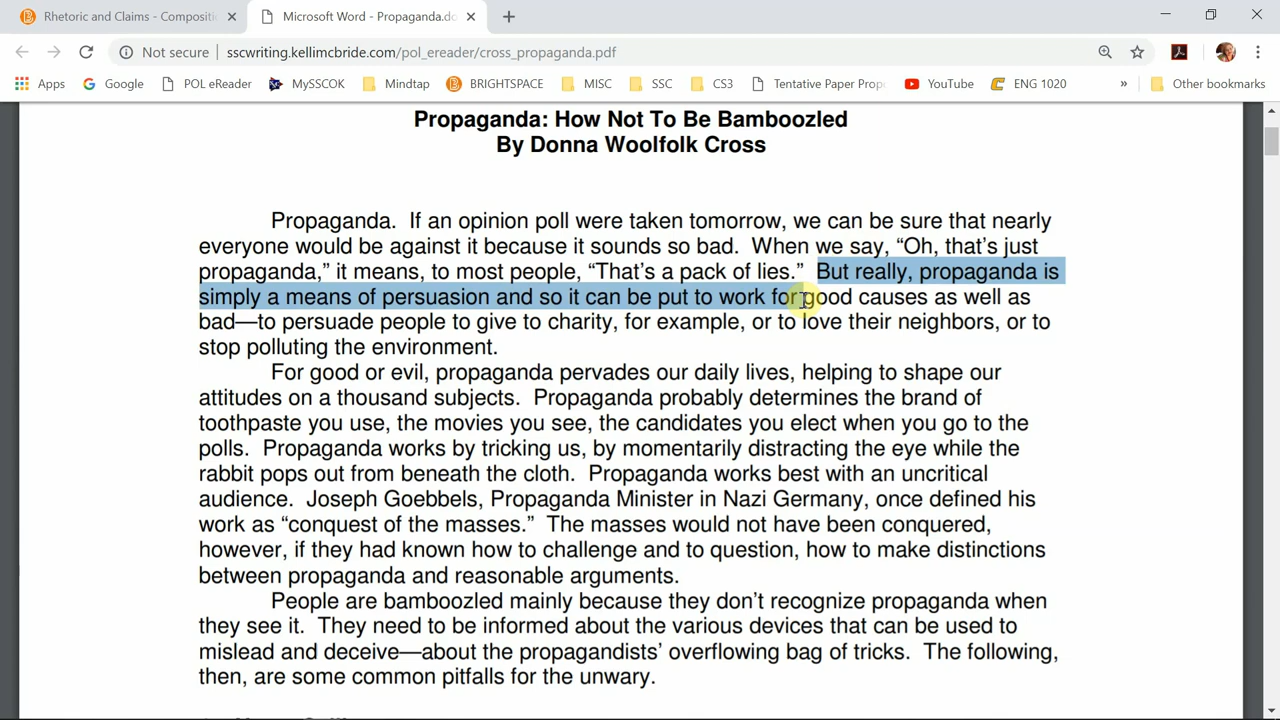 Rhetoric and Claims - Compositi
Microsoft Word - Propaganda.do
Not secure | sscwriting.kellimcbride.com/pol_ereader/cross_propaganda.pdf
Apps Google POL eReader MySSCOK Mindtap BRIGHTSPACE MISC SSC CS3 Tentative Paper Prop YouTube ENG 1020 » Other bookmarks
Propaganda: How Not To Be Bamboozled
By Donna Woolfolk Cross
Propaganda.  If an opinion poll were taken tomorrow, we can be sure that nearly
everyone would be against it because it sounds so bad.  When we say, “Oh, that’s just
propaganda,” it means, to most people, “That’s a pack of lies.”  But really, propaganda is
simply a means of persuasion and so it can be put to work for good causes as well as
bad—to persuade people to give to charity, for example, or to love their neighbors, or to
stop polluting the environment.
For good or evil, propaganda pervades our daily lives, helping to shape our
attitudes on a thousand subjects.  Propaganda probably determines the brand of
toothpaste you use, the movies you see, the candidates you elect when you go to the
polls.  Propaganda works by tricking us, by momentarily distracting the eye while the
rabbit pops out from beneath the cloth.  Propaganda works best with an uncritical
audience.  Joseph Goebbels, Propaganda Minister in Nazi Germany, once defined his
work as “conquest of the masses.”  The masses would not have been conquered,
however, if they had known how to challenge and to question, how to make distinctions
between propaganda and reasonable arguments.
People are bamboozled mainly because they don’t recognize propaganda when
they see it.  They need to be informed about the various devices that can be used to
mislead and deceive—about the propagandists’ overflowing bag of tricks.  The following,
then, are some common pitfalls for the unwary.